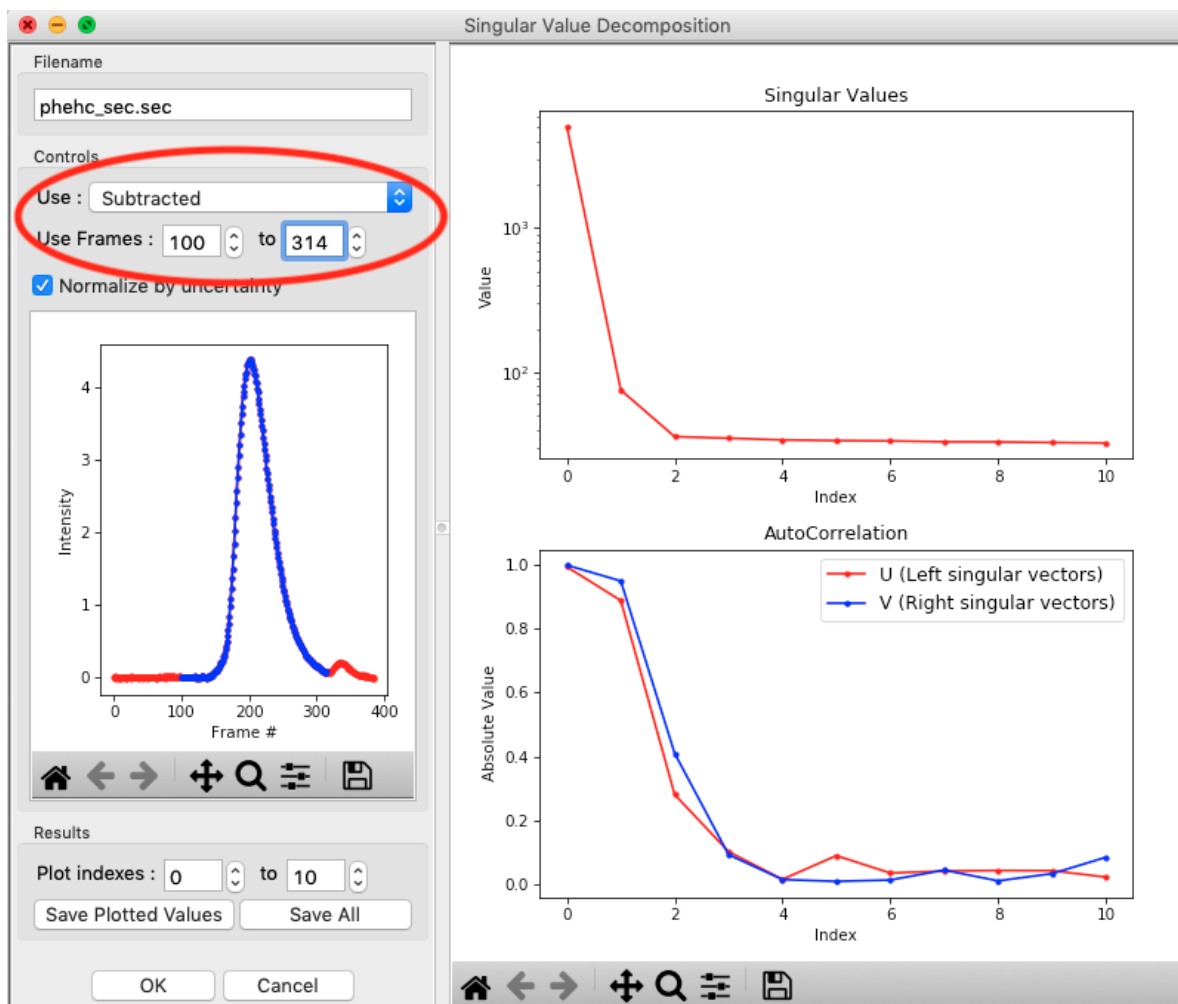 Singular Value Decomposition
Filename
phehc_sec.sec
Controls
Use : Subtracted
Use Frames : 100 to 314
Normalize by uncertainty
Intensity
4
3
2
1
0
0 100 200 300 400
Frame #
Results
Plot indexes : 0 to 10
Save Plotted Values Save All
OK Cancel
Singular Values
Value
10³
10²
0 2 4 6 8 10
Index
AutoCorrelation
U (Left singular vectors)
V (Right singular vectors)
Absolute Value
1.0
0.8
0.6
0.4
0.2
0.0
0 2 4 6 8 10
Index